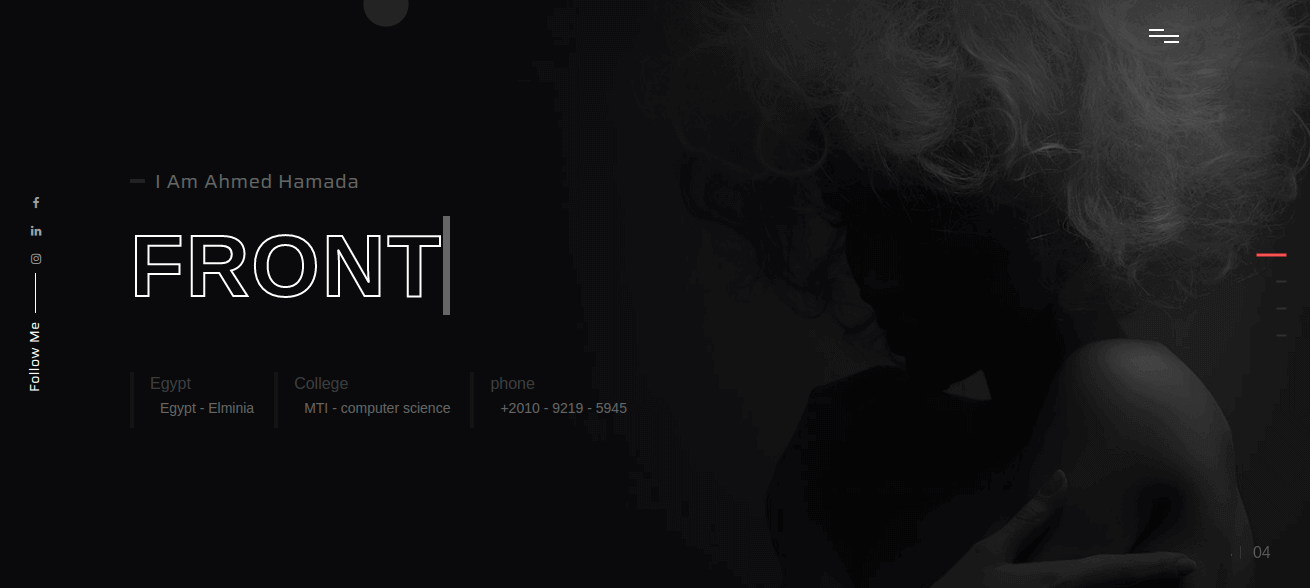 I Am Ahmed Hamada
FRONT
Follow Me
Egypt
Egypt - Elminia
College
MTI - computer science
phone
+2010 - 9219 - 5945
04